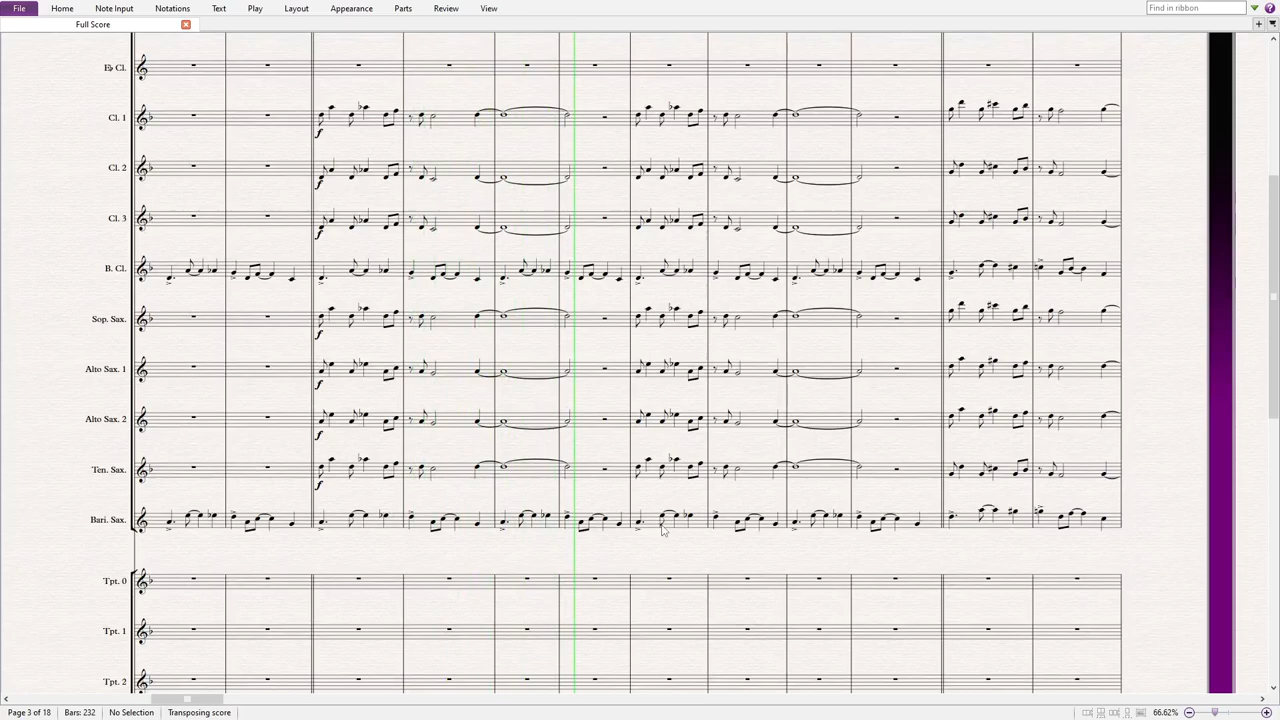 File Home Note Input Notations Text Play Layout Appearance Parts Review View Find in ribbon
Full Score
E♭ Cl.
Cl. 1
f
Cl. 2
f
Cl. 3
f
B. Cl.
Sop. Sax.
f
Alto Sax. 1
f
Alto Sax. 2
f
Ten. Sax.
f
Bari. Sax.
Tpt. 0
Tpt. 1
Tpt. 2
Page 3 of 18 Bars: 232 No Selection Transposing score 66.62%